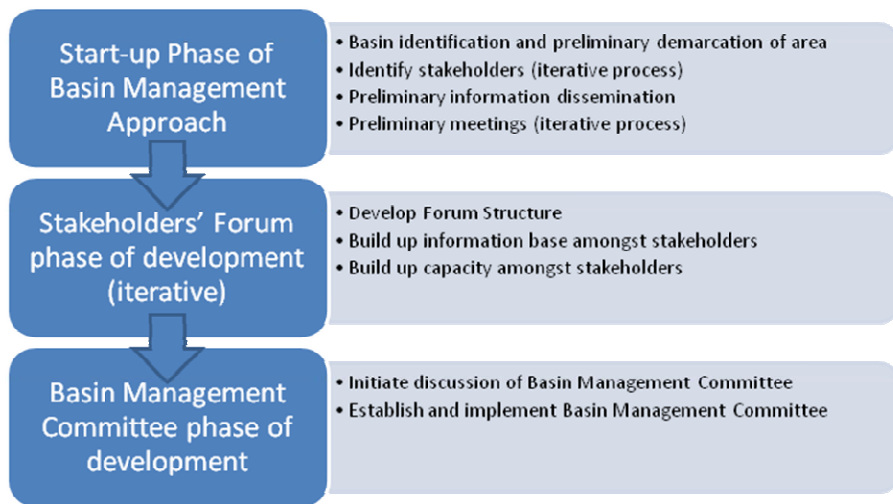 Start-up Phase of
Basin Management
Approach
• Basin identification and preliminary demarcation of area
• Identify stakeholders (iterative process)
• Preliminary information dissemination
• Preliminary meetings (iterative process)
Stakeholders' Forum
phase of development
(iterative)
• Develop Forum Structure
• Build up information base amongst stakeholders
• Build up capacity amongst stakeholders
Basin Management
Committee phase of
development
• Initiate discussion of Basin Management Committee
• Establish and implement Basin Management Committee